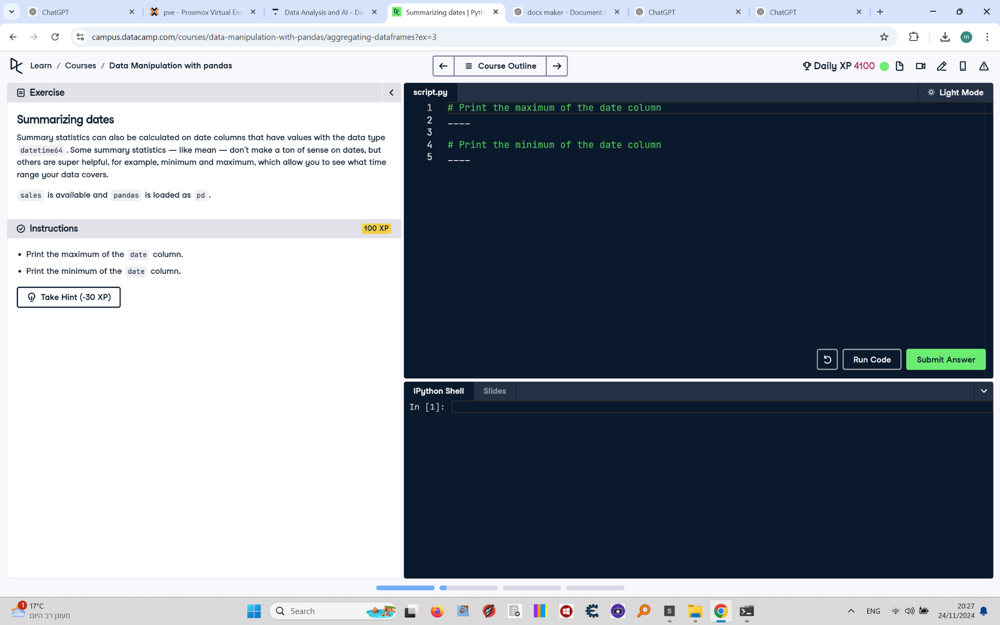 ChatGPT
pve - Proxmox Virtual Env
Data Analysis and AI - Da
Summarizing dates | Pyth
docx maker - Document
ChatGPT
ChatGPT
campus.datacamp.com/courses/data-manipulation-with-pandas/aggregating-dataframes?ex=3
m
Learn / Courses / Data Manipulation with pandas
Course Outline
Daily XP 4100
Exercise
Summarizing dates
Summary statistics can also be calculated on date columns that have values with the data type
datetime64 . Some summary statistics — like mean — don't make a ton of sense on dates, but
others are super helpful, for example, minimum and maximum, which allow you to see what time
range your data covers.
sales is available and pandas is loaded as pd .
Instructions
100 XP
• Print the maximum of the date column.
• Print the minimum of the date column.
Take Hint (-30 XP)
script.py
Light Mode
1 # Print the maximum of the date column
2 ____
3
4 # Print the minimum of the date column
5 ____
Run Code
Submit Answer
IPython Shell
Slides
In [1]:
1
17°C
מעונן רב היום
Search
S
ENG
20:27
24/11/2024